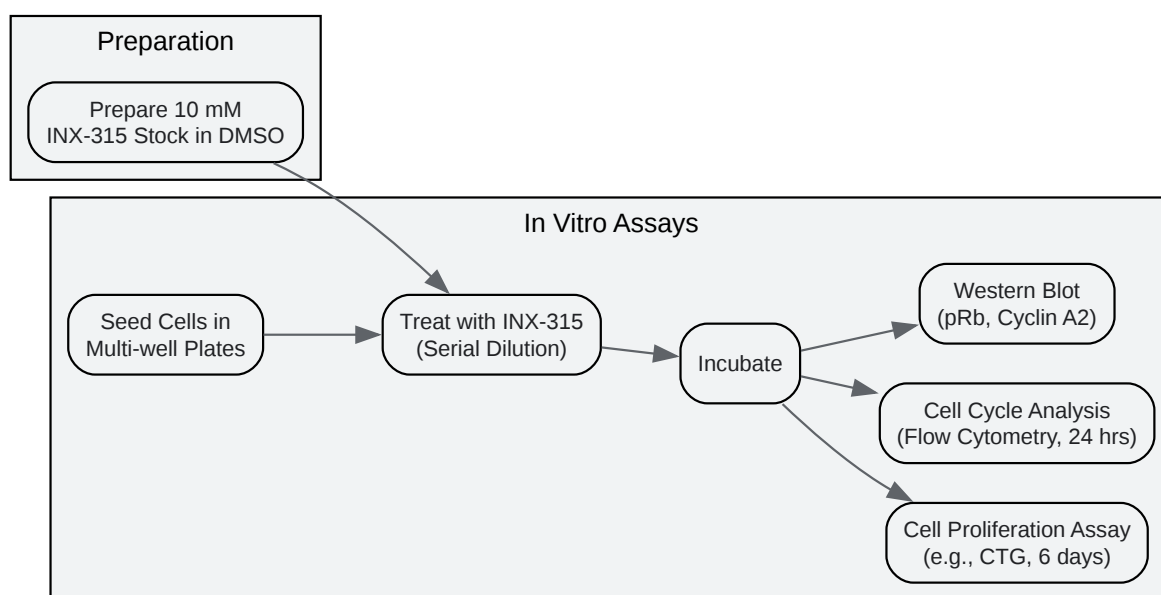 Preparation
Prepare 10 mM
INX-315 Stock in DMSO
In Vitro Assays
Seed Cells in
Multi-well Plates
Treat with INX-315
(Serial Dilution)
Incubate
Western Blot
(pRb, Cyclin A2)
Cell Cycle Analysis
(Flow Cytometry, 24 hrs)
Cell Proliferation Assay
(e.g., CTG, 6 days)